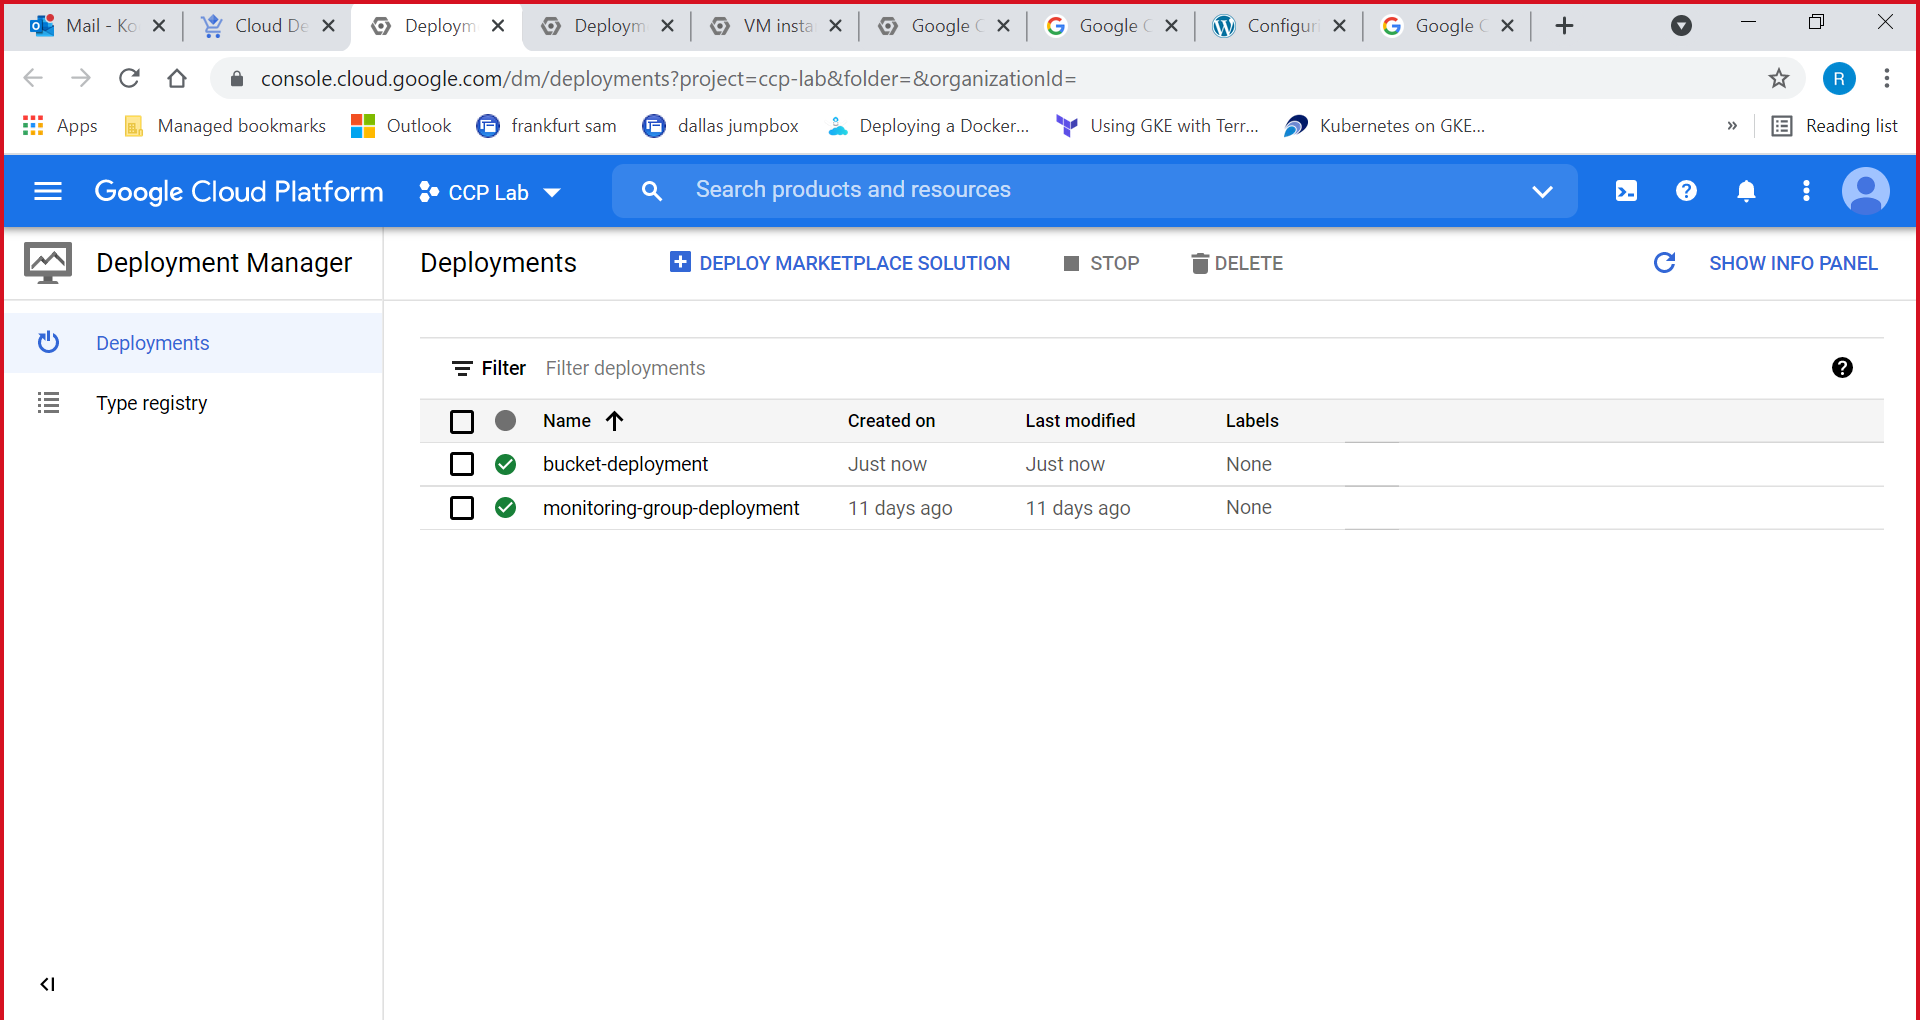 Mail - Ko
Cloud De
Deploym
Deploym
VM insta
Google C
Google C
Configuri
Google C
console.cloud.google.com/dm/deployments?project=ccp-lab&folder=&organizationId=
R
Apps
Managed bookmarks
Outlook
frankfurt sam
dallas jumpbox
Deploying a Docker...
Using GKE with Terr...
Kubernetes on GKE...
»
Reading list
Google Cloud Platform
CCP Lab
Search products and resources
Deployment Manager
Deployments
DEPLOY MARKETPLACE SOLUTION
STOP
DELETE
SHOW INFO PANEL
Deployments
Type registry
Filter Filter deployments
Name Created on Last modified Labels
bucket-deployment Just now Just now None
monitoring-group-deployment 11 days ago 11 days ago None